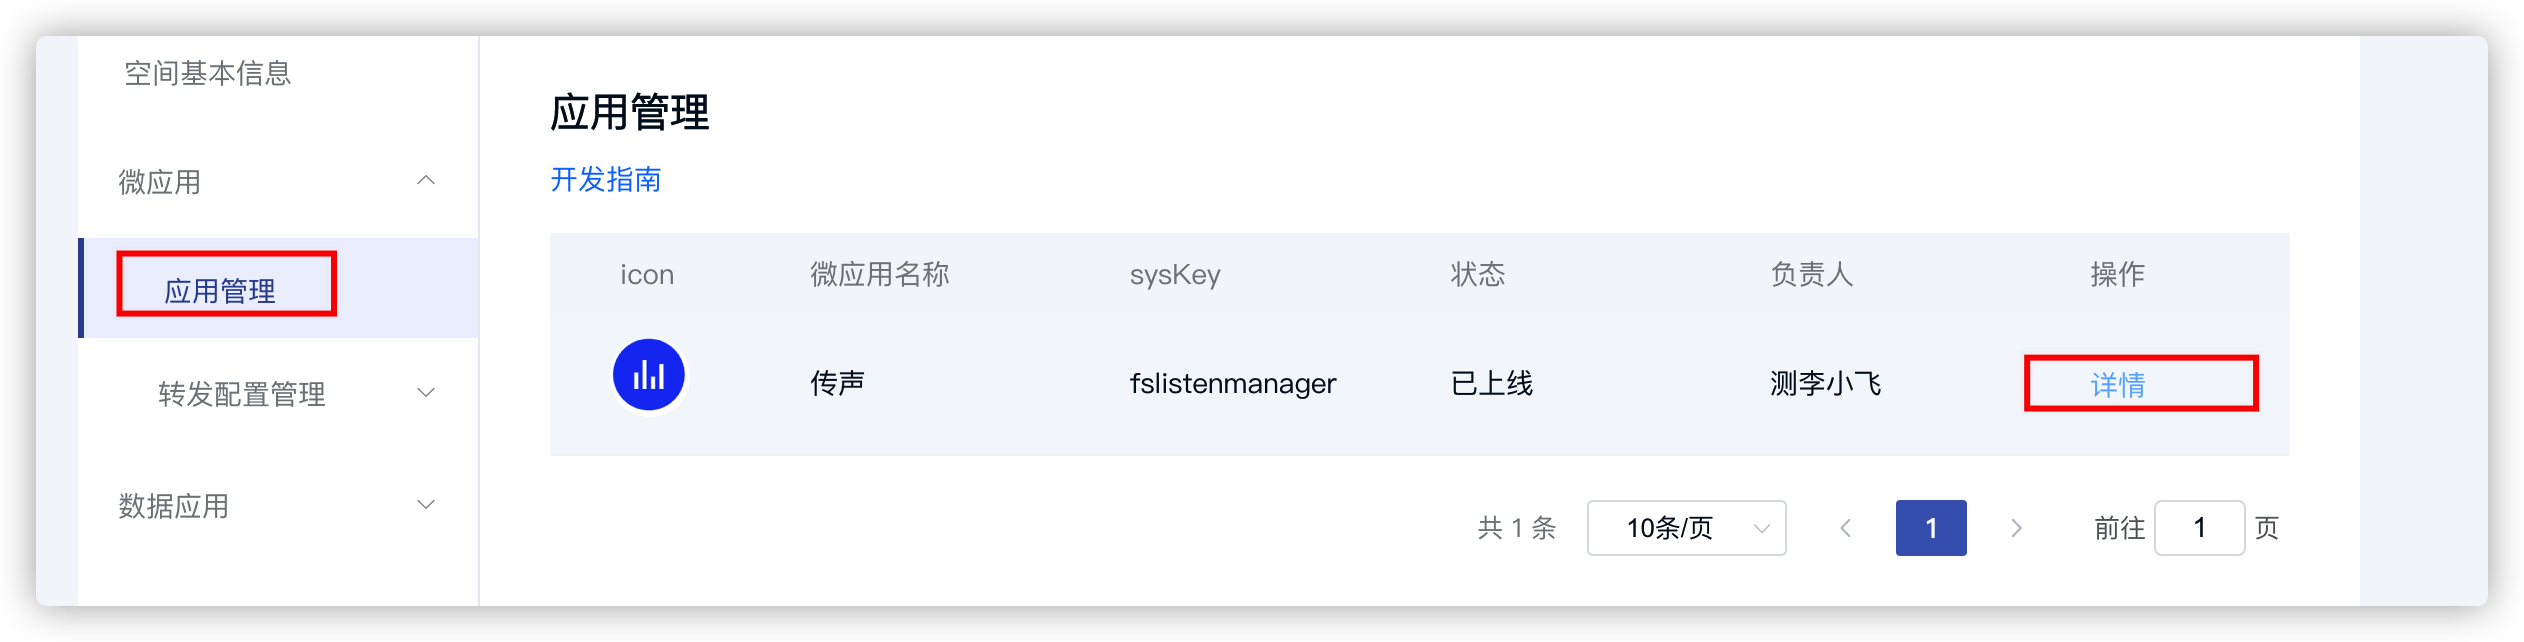 空间基本信息
微应用
应用管理
转发配置管理
数据应用
应用管理
开发指南
icon 微应用名称 sysKey 状态 负责人 操作
传声 fslistenmanager 已上线 测李小飞 详情
共 1 条 10条/页 1 前往 1 页